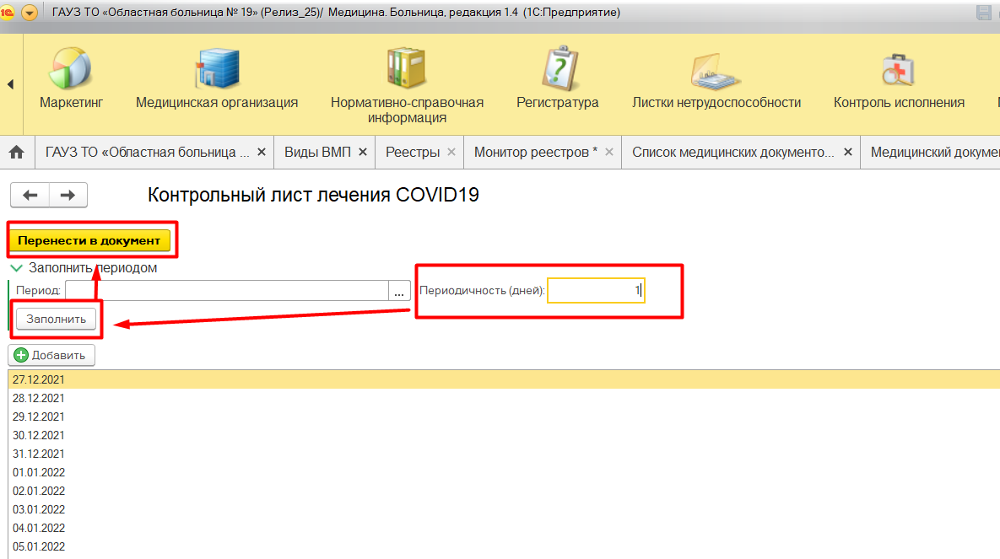 1С ГАУЗ ТО «Областная больница № 19» (Релиз_25)/ Медицина. Больница, редакция 1.4 (1С:Предприятие)
Маркетинг
Медицинская организация
Нормативно-справочная
информация
Регистратура
Листки нетрудоспособности
Контроль исполнения
ГАУЗ ТО «Областная больница ... ×
Виды ВМП ×
Реестры ×
Монитор реестров * ×
Список медицинских документо... ×
Медицинский докуме
Контрольный лист лечения COVID19
Перенести в документ
Заполнить периодом
Период: ... Периодичность (дней): 1
Заполнить
Добавить
27.12.2021
28.12.2021
29.12.2021
30.12.2021
31.12.2021
01.01.2022
02.01.2022
03.01.2022
04.01.2022
05.01.2022